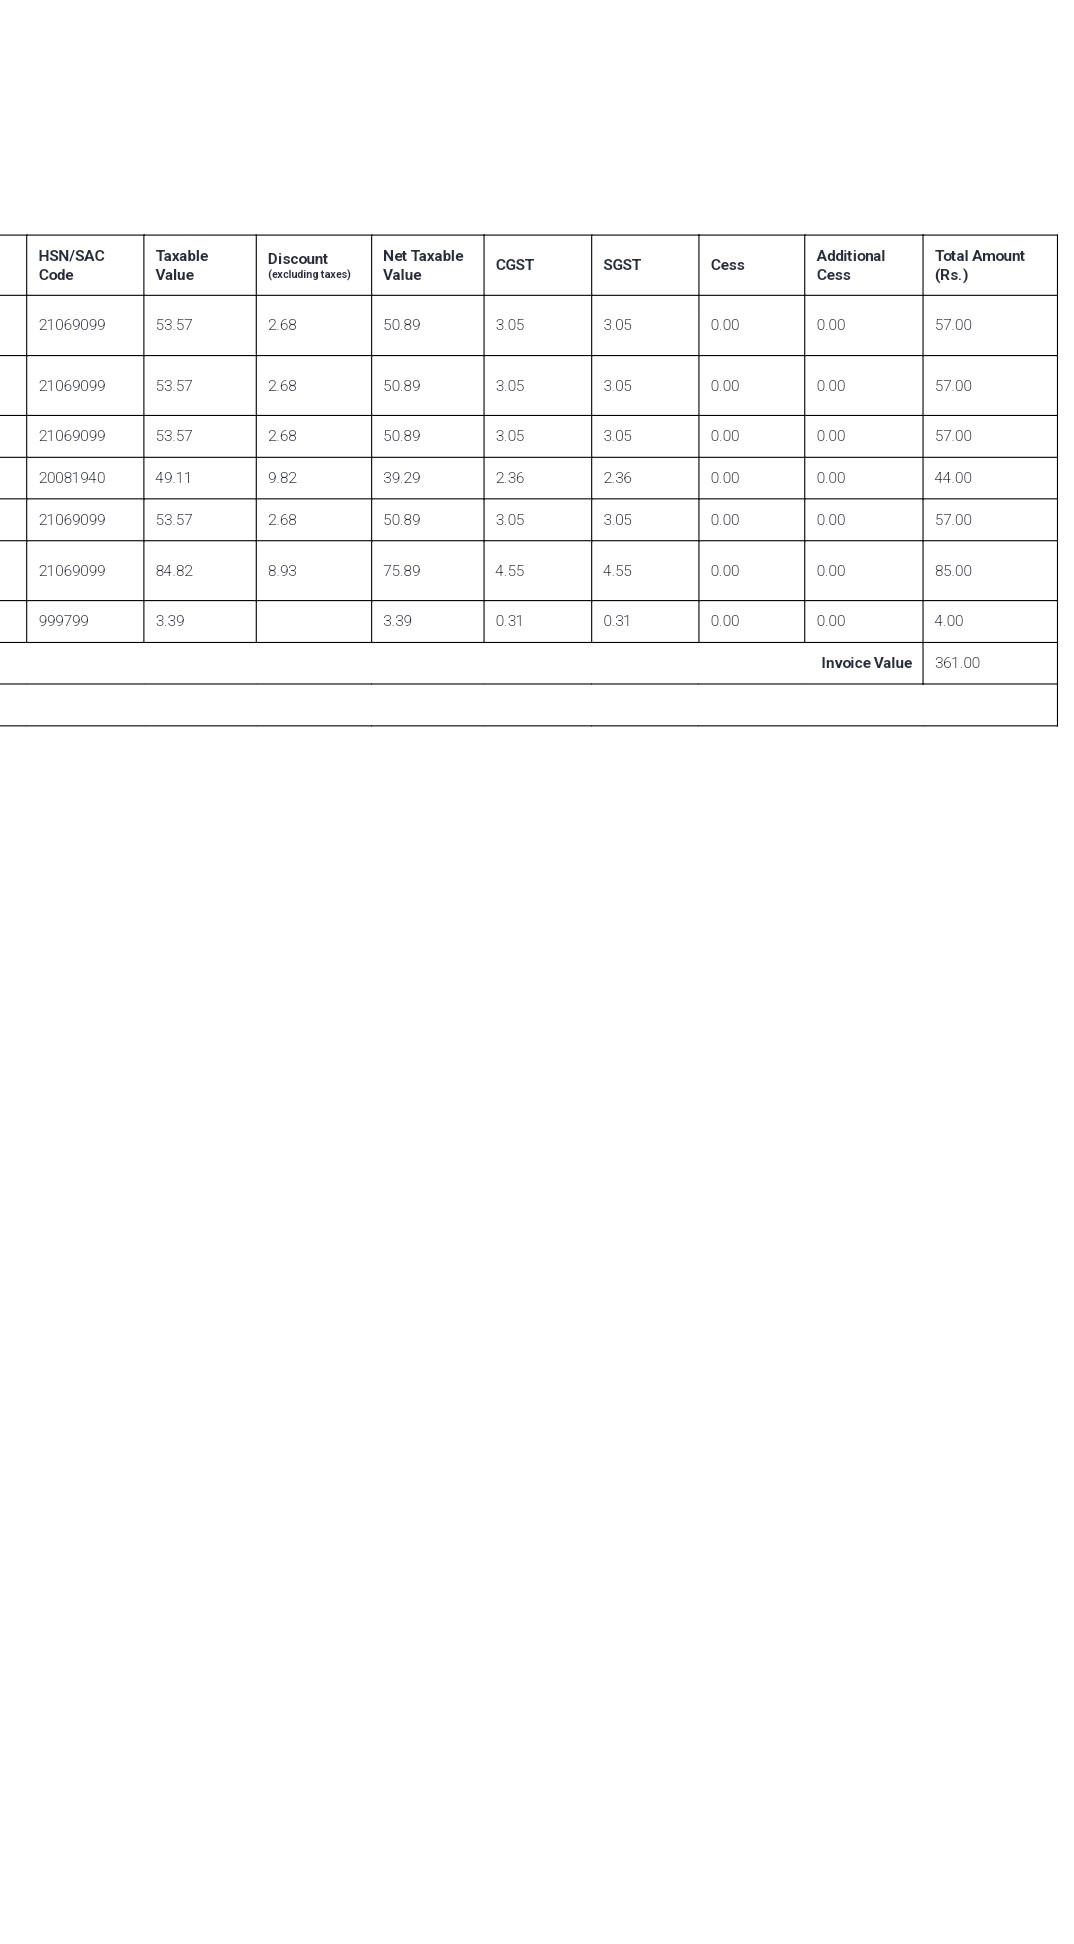 HSN/SAC Code Taxable Value Discount (excluding taxes) Net Taxable Value CGST SGST Cess Additional Cess Total Amount (Rs.)
21069099 53.57 2.68 50.89 3.05 3.05 0.00 0.00 57.00
21069099 53.57 2.68 50.89 3.05 3.05 0.00 0.00 57.00
21069099 53.57 2.68 50.89 3.05 3.05 0.00 0.00 57.00
20081940 49.11 9.82 39.29 2.36 2.36 0.00 0.00 44.00
21069099 53.57 2.68 50.89 3.05 3.05 0.00 0.00 57.00
21069099 84.82 8.93 75.89 4.55 4.55 0.00 0.00 85.00
999799 3.39 3.39 0.31 0.31 0.00 0.00 4.00
Invoice Value 361.00